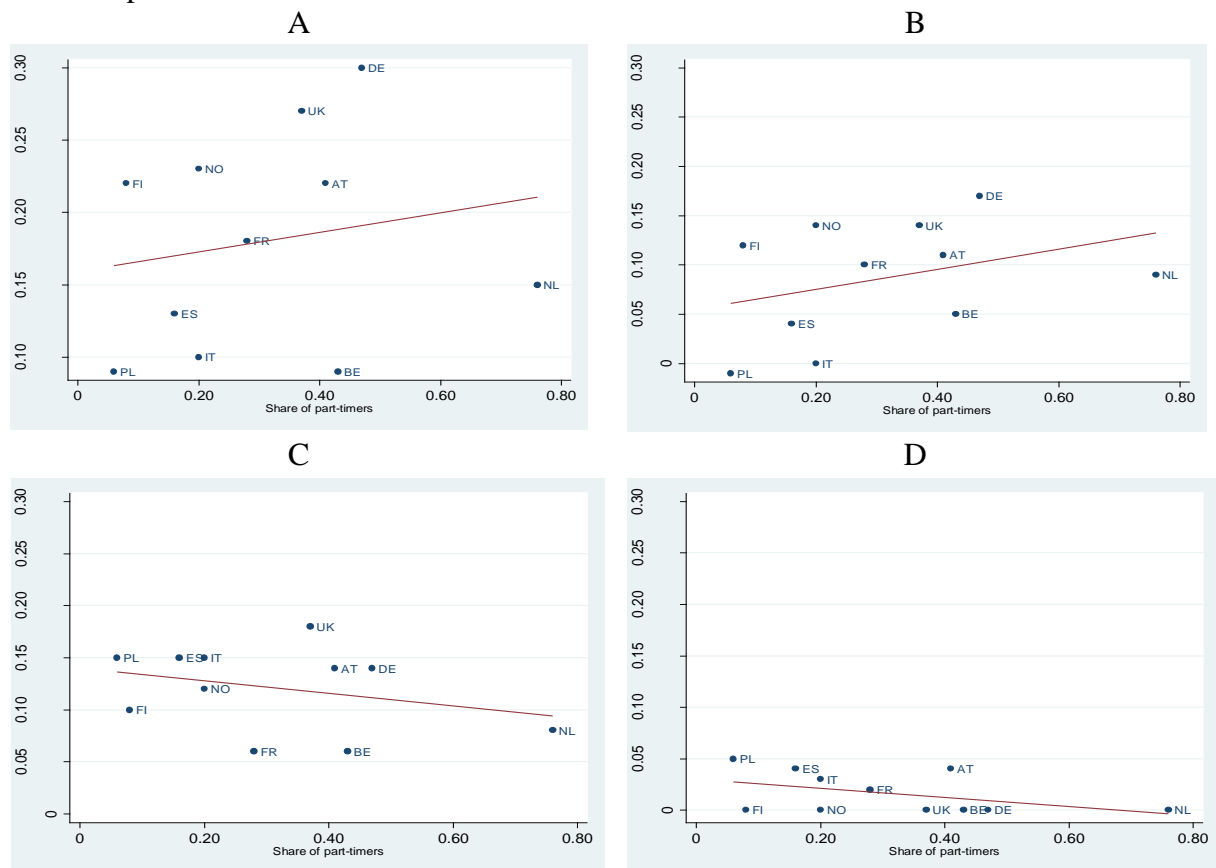 A
0.30
0.25
0.20
0.15
0.10
DE
UK
NO
FI
AT
FR
NL
ES
IT
PL
BE
0
0.20
0.40
0.60
0.80
Share of part-timers
B
0.30
0.25
0.20
0.15
0.10
0.05
0
DE
NO
UK
FI
AT
FR
NL
BE
ES
IT
PL
0
0.20
0.40
0.60
0.80
Share of part-timers
C
0.30
0.25
0.20
0.15
0.10
0.05
0
UK
PL
ES
IT
AT
DE
NO
FI
NL
FR
BE
0
0.20
0.40
0.60
0.80
Share of part-timers
D
0.30
0.25
0.20
0.15
0.10
0.05
0
PL
ES
AT
IT
FR
FI
NO
UK
BE
DE
NL
0
0.20
0.40
0.60
0.80
Share of part-timers